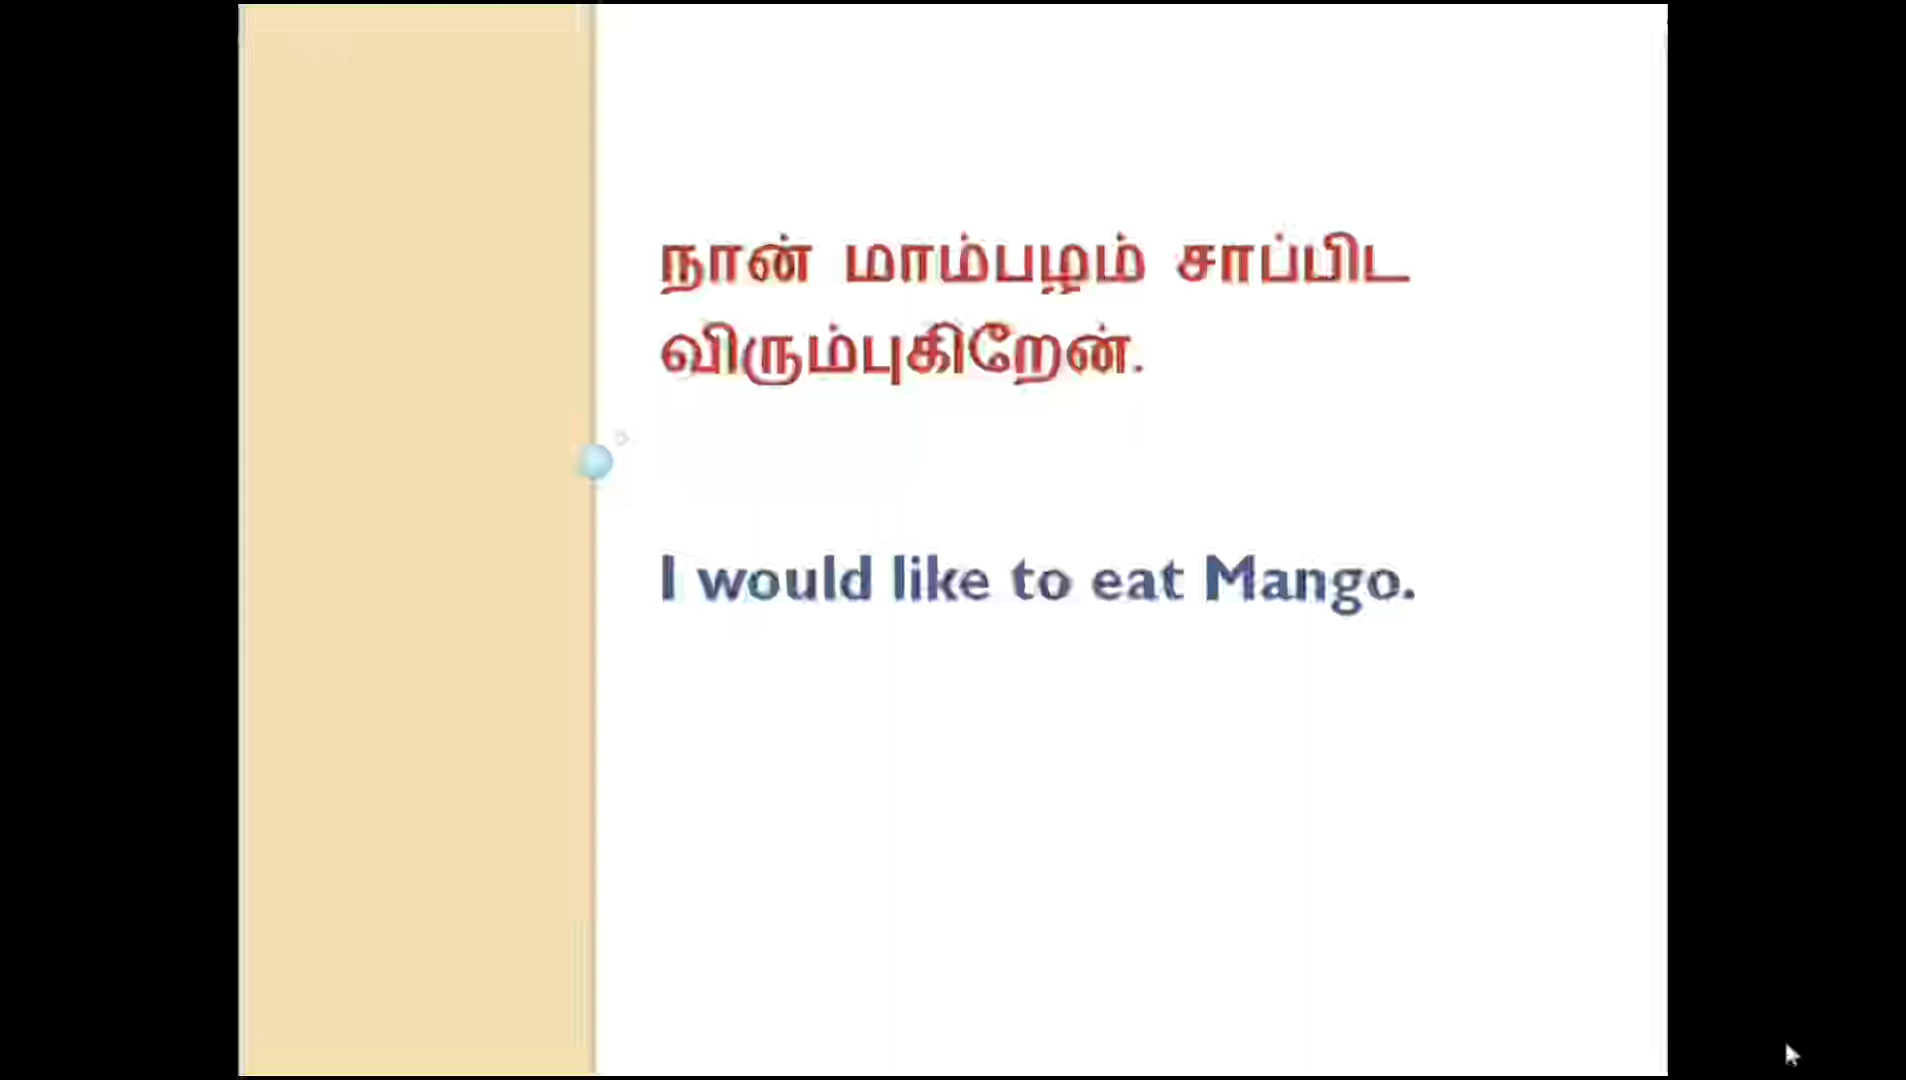 நான் மாம்பழம் சாப்பிட
விரும்புகிறேன்.
I would like to eat Mango.